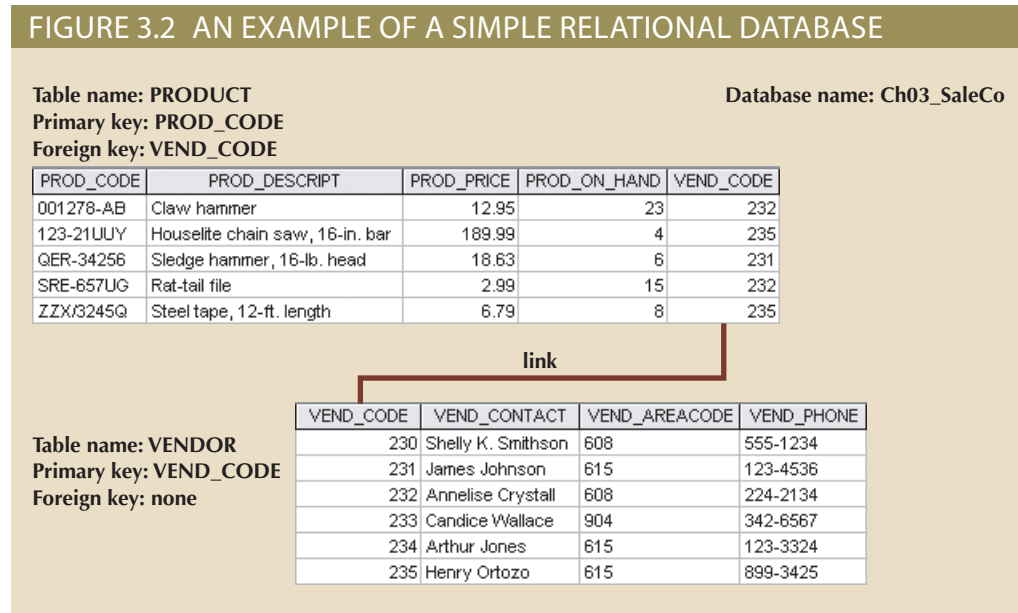 FIGURE 3.2 AN EXAMPLE OF A SIMPLE RELATIONAL DATABASE
Table name: PRODUCT
Database name: Ch03_SaleCo
Primary key: PROD_CODE
Foreign key: VEND_CODE
PROD_CODE PROD_DESCRIPT PROD_PRICE PROD_ON_HAND VEND_CODE
001278-AB Claw hammer 12.95 23 232
123-21UUY Houselite chain saw, 16-in. bar 189.99 4 235
QER-34256 Sledge hammer, 16-lb. head 18.63 6 231
SRE-657UG Rat-tail file 2.99 15 232
ZZX/3245Q Steel tape, 12-ft. length 6.79 8 235
link
Table name: VENDOR
Primary key: VEND_CODE
Foreign key: none
VEND_CODE VEND_CONTACT VEND_AREACODE VEND_PHONE
230 Shelly K. Smithson 608 555-1234
231 James Johnson 615 123-4536
232 Annelise Crystall 608 224-2134
233 Candice Wallace 904 342-6567
234 Arthur Jones 615 123-3324
235 Henry Ortozo 615 899-3425